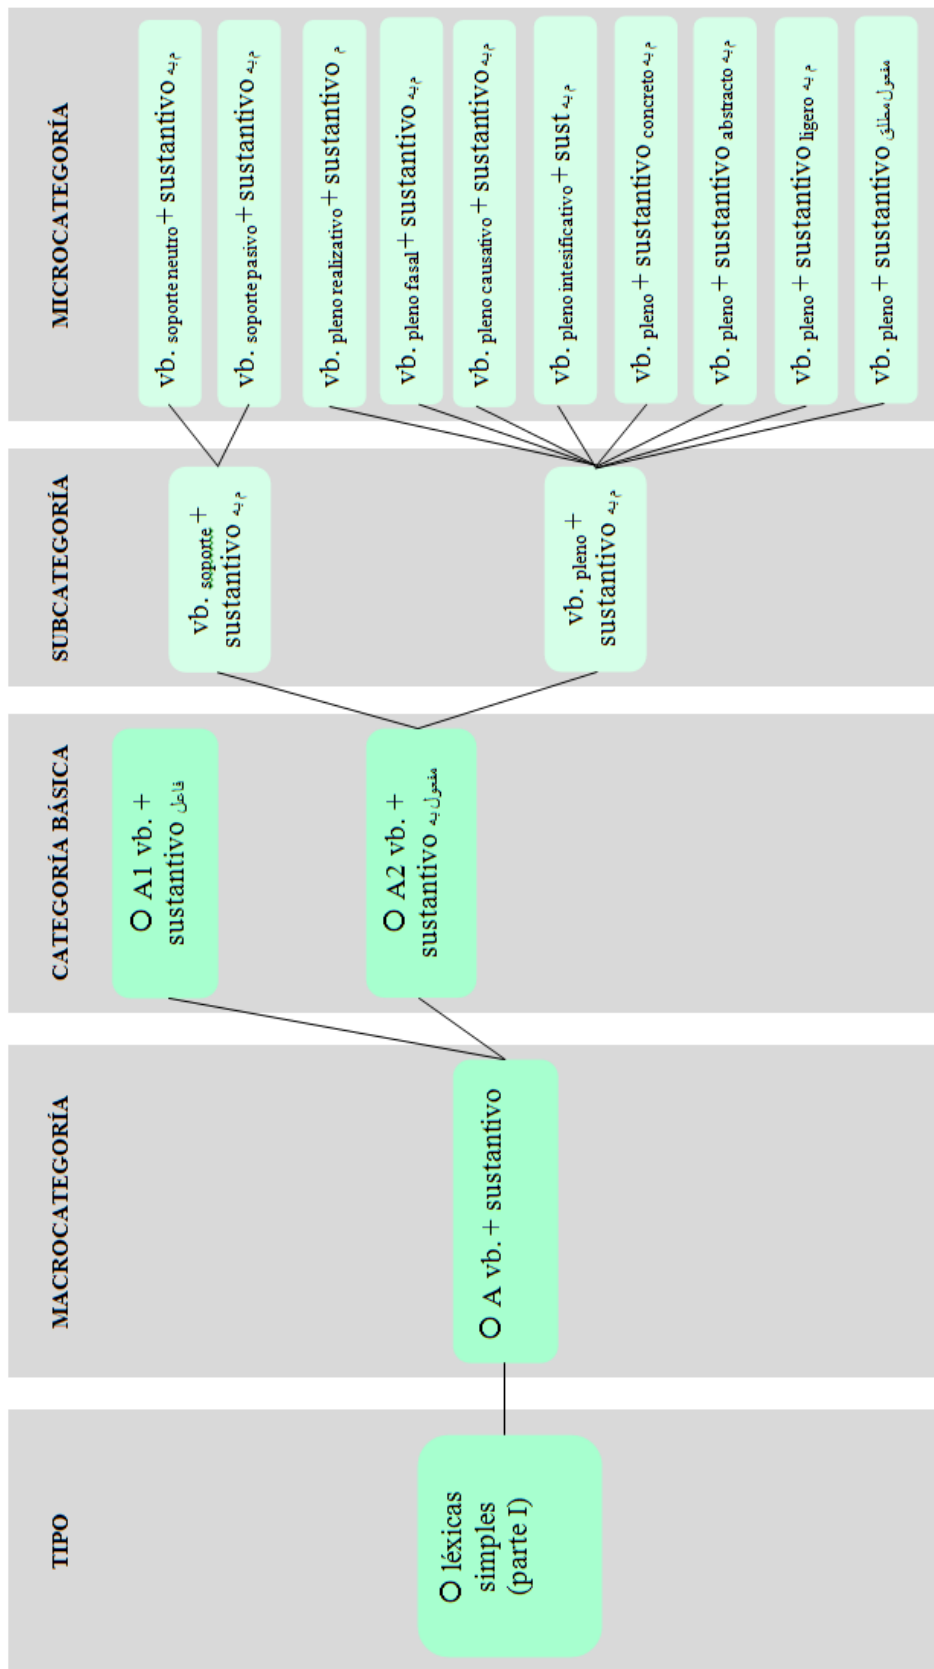 TIPO
MACROCATEGORÍA
CATEGORÍA BÁSICA
SUBCATEGORÍA
MICROCATEGORÍA
O léxicas
simples
(parte I)
O A vb. + sustantivo
O A1 vb. +
sustantivo فاعل
O A2 vb. +
sustantivo مفعول به
vb. soporte +
sustantivo م به
vb. pleno +
sustantivo م به
vb. soporte neutro + sustantivo م به
vb. soporte pasivo + sustantivo م به
vb. pleno realizativo + sustantivo م
vb. pleno fasal + sustantivo م به
vb. pleno causativo + sustantivo م به
vb. pleno intesificativo + sust م به
vb. pleno + sustantivo concreto م به
vb. pleno + sustantivo abstracto م به
vb. pleno + sustantivo ligero م به
vb. pleno + sustantivo مفعول مطلق